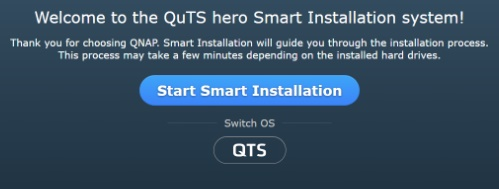 Welcome to the QuTS hero Smart Installation system!
Thank you for choosing QNAP. Smart Installation will guide you through the installation process.
This process may take a few minutes depending on the installed hard drives.
Start Smart Installation
Switch OS
QTS